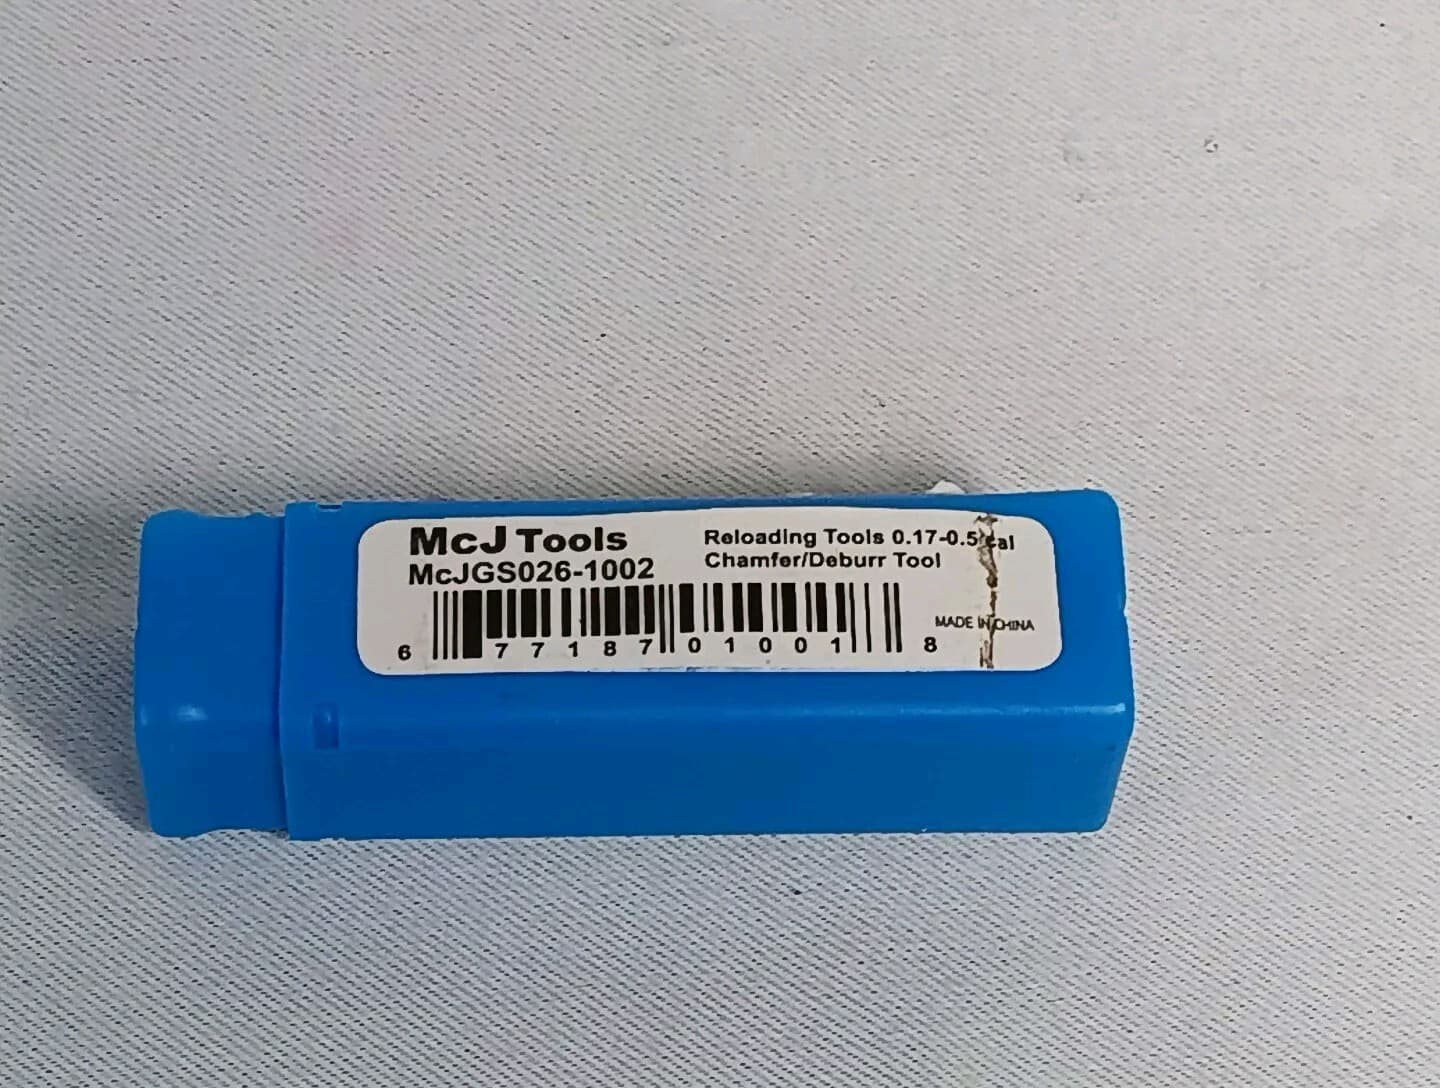 McJ Tools
McJGS026-1002
Reloading Tools 0.17-0.5 cal
Chamfer/Deburr Tool
6 77187 01001 8
MADE IN CHINA